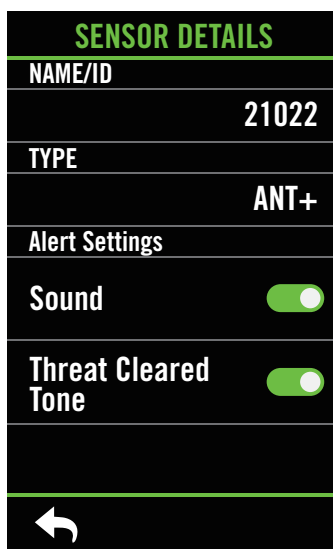 SENSOR DETAILS
NAME/ID
21022
TYPE
ANT+
Alert Settings
Sound
Threat Cleared
Tone